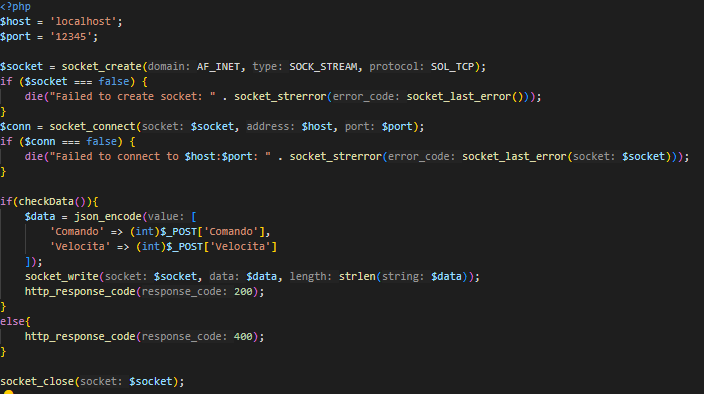 <?php
$host = 'localhost';
$port = '12345';
$socket = socket_create(domain: AF_INET, type: SOCK_STREAM, protocol: SOL_TCP);
if ($socket === false) {
    die("Failed to create socket: " . socket_strerror(error_code: socket_last_error()));
}
$conn = socket_connect(socket: $socket, address: $host, port: $port);
if ($conn === false) {
    die("Failed to connect to $host:$port: " . socket_strerror(error_code: socket_last_error(socket: $socket)));
}
if(checkData()){
    $data = json_encode(value: [
        'Comando' => (int)$_POST['Comando'],
        'Velocita' => (int)$_POST['Velocita']
    ]);
    socket_write(socket: $socket, data: $data, length: strlen(string: $data));
    http_response_code(response_code: 200);
}
else{
    http_response_code(response_code: 400);
}
socket_close(socket: $socket);